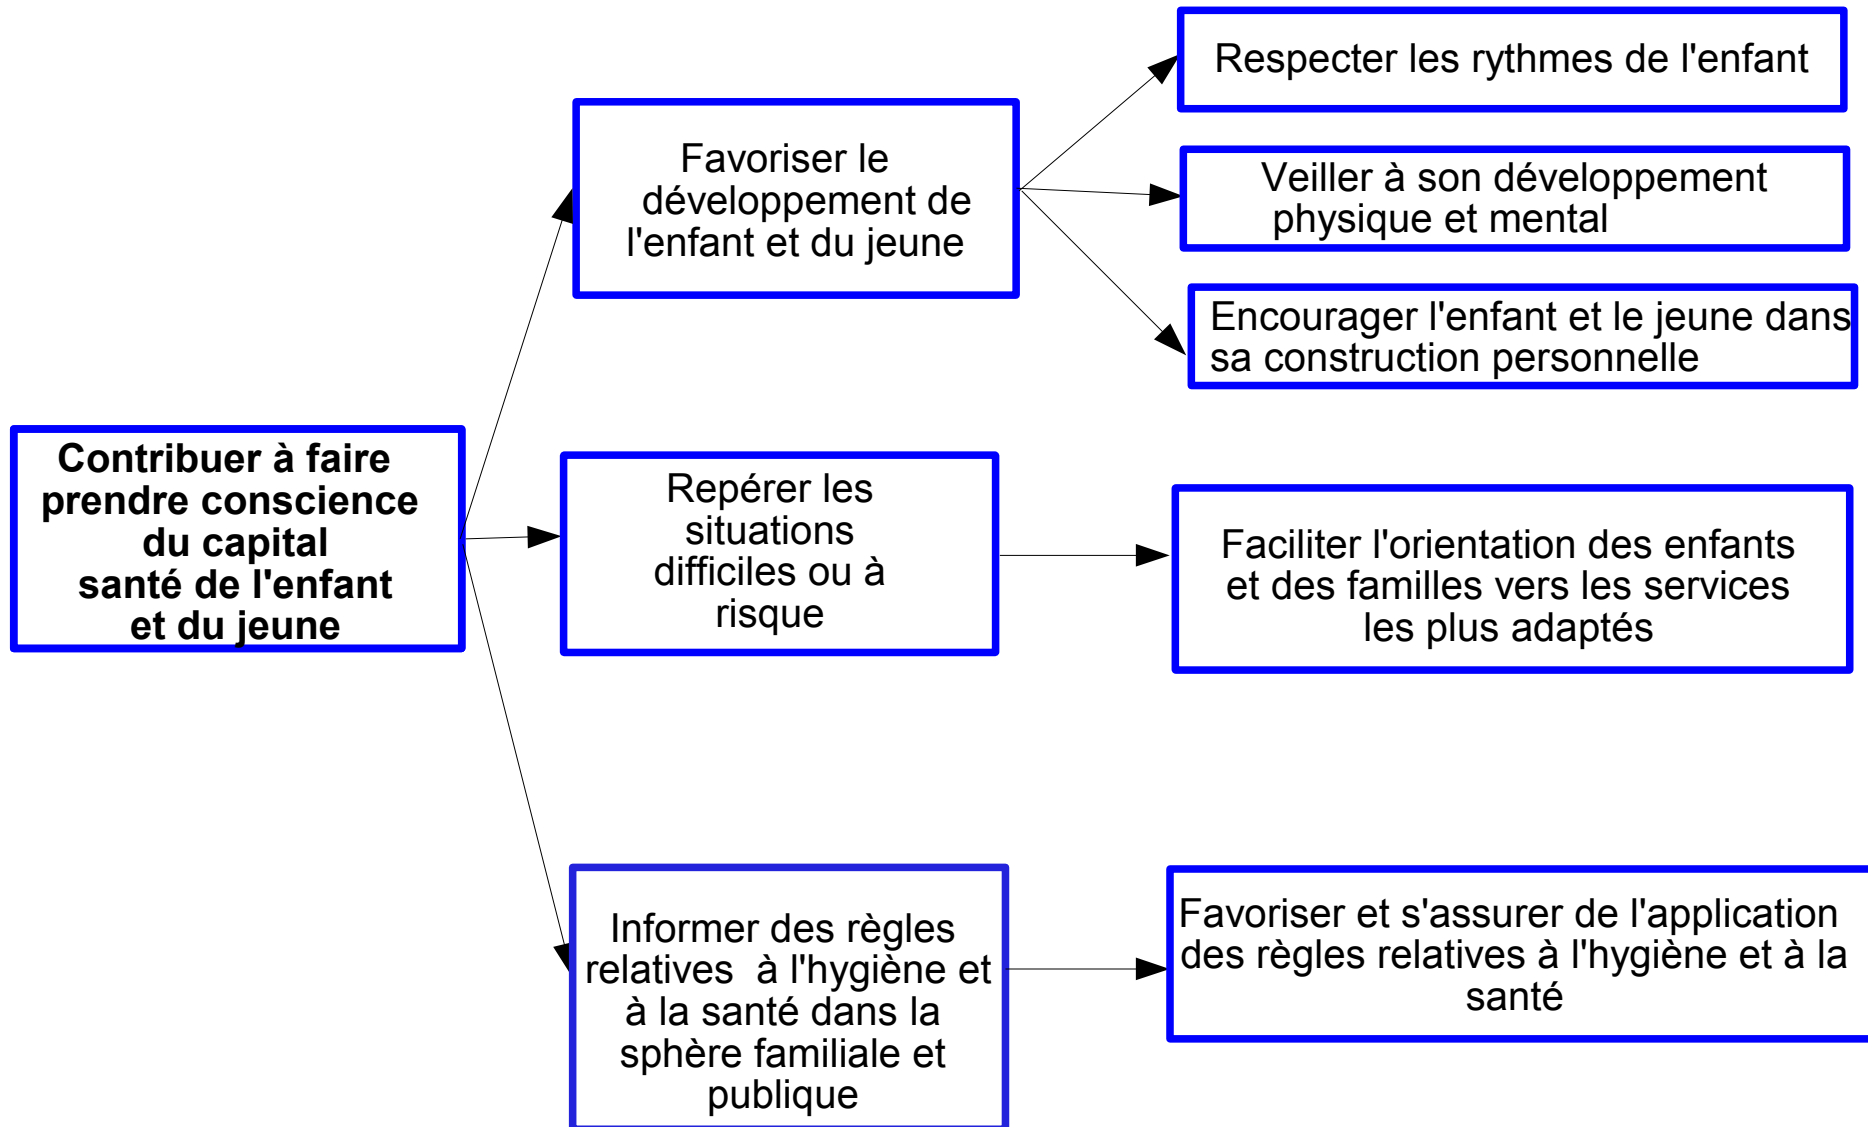 Contribuer à faire
prendre conscience
du capital
santé de l'enfant
et du jeune
Favoriser le
développement de
l'enfant et du jeune
Respecter les rythmes de l'enfant
Veiller à son développement
physique et mental
Encourager l'enfant et le jeune dans
sa construction personnelle
Repérer les
situations
difficiles ou à
risque
Faciliter l'orientation des enfants
et des familles vers les services
les plus adaptés
Informer des règles
relatives  à l'hygiène et
à la santé dans la
sphère familiale et
publique
Favoriser et s'assurer de l'application
des règles relatives à l'hygiène et à la
santé